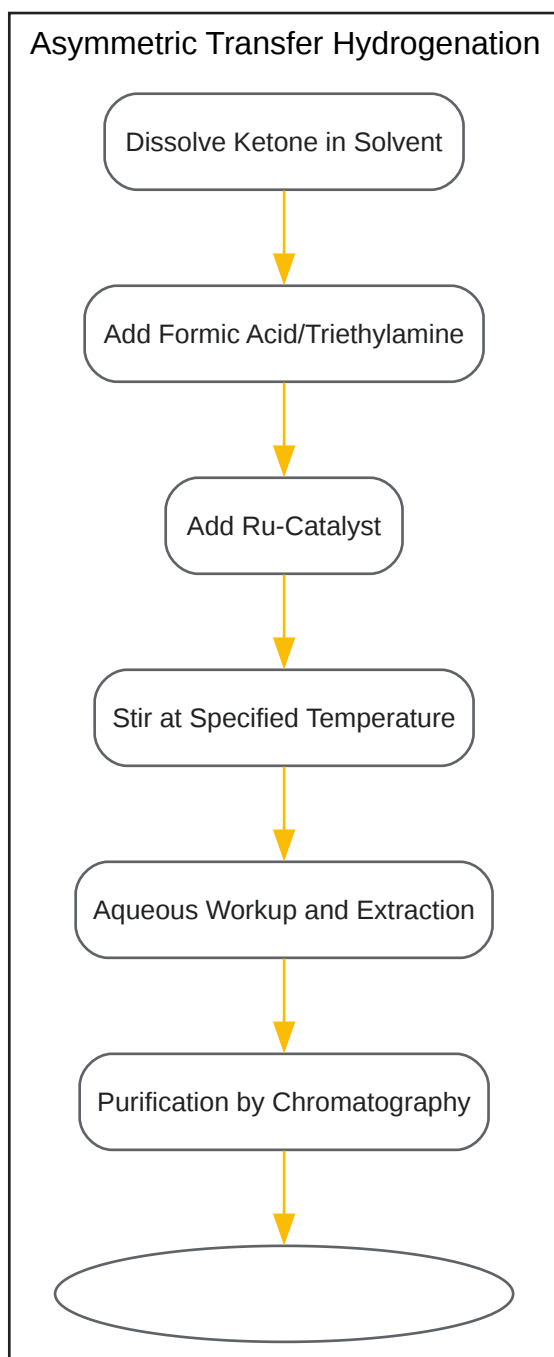 Asymmetric Transfer Hydrogenation
Dissolve Ketone in Solvent
Add Formic Acid/Triethylamine
Add Ru-Catalyst
Stir at Specified Temperature
Aqueous Workup and Extraction
Purification by Chromatography